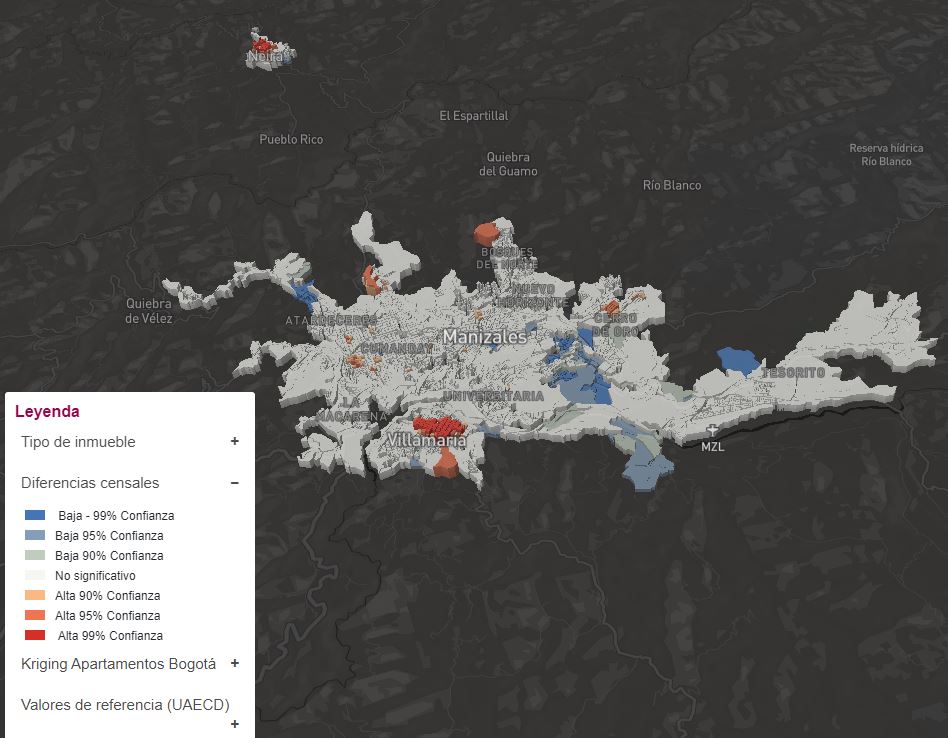 Neira
El Espartillal
Pueblo Rico
Quiebra
del Guamo
Reserva hídrica
Río Blanco
Río Blanco
BOSQUES
DEL NORTE
NUEVO
HORIZONTE
Quiebra
de Vélez
ATARDECERES
CERRO
DE ORO
Manizales
CUMANDAY
TESORITO
UNIVERSITARIA
LA
MACARENA
Villamaría
MZL
Leyenda
Tipo de inmueble +
Diferencias censales –
Baja - 99% Confianza
Baja 95% Confianza
Baja 90% Confianza
No significativo
Alta 90% Confianza
Alta 95% Confianza
Alta 99% Confianza
Kriging Apartamentos Bogotá +
Valores de referencia (UAECD)
+